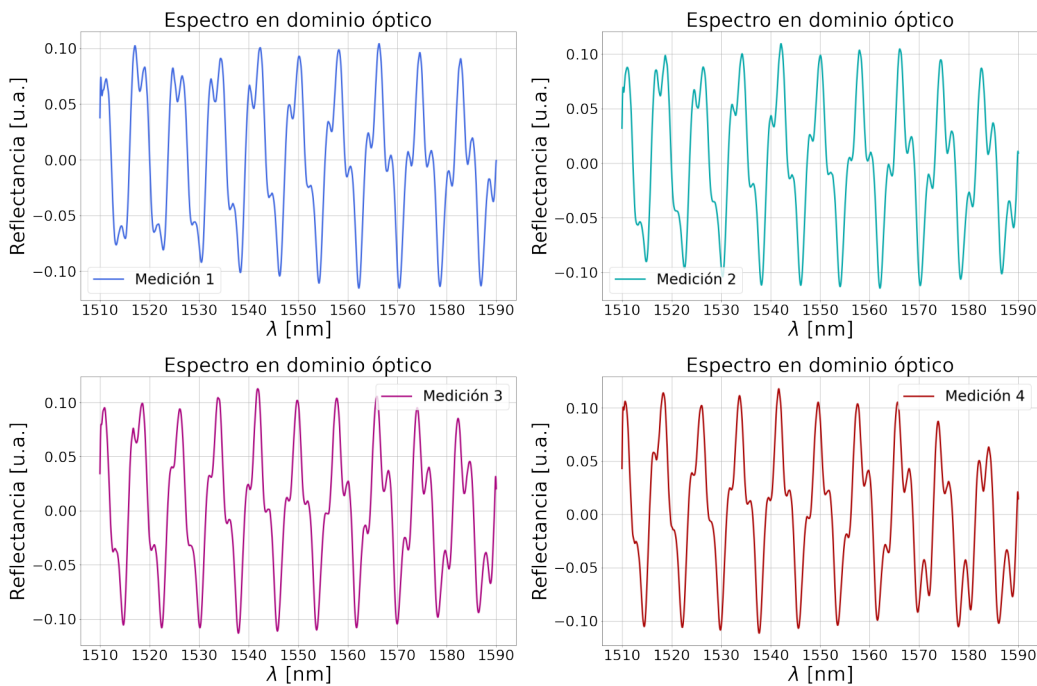 Espectro en dominio óptico
Reflectancia [u.a.]
0.10
0.05
0.00
−0.05
−0.10
Medición 1
1510 1520 1530 1540 1550 1560 1570 1580 1590
λ [nm]
Espectro en dominio óptico
Reflectancia [u.a.]
0.10
0.05
0.00
−0.05
−0.10
Medición 2
1510 1520 1530 1540 1550 1560 1570 1580 1590
λ [nm]
Espectro en dominio óptico
Reflectancia [u.a.]
Medición 3
0.10
0.05
0.00
−0.05
−0.10
1510 1520 1530 1540 1550 1560 1570 1580 1590
λ [nm]
Espectro en dominio óptico
Reflectancia [u.a.]
Medición 4
0.10
0.05
0.00
−0.05
−0.10
1510 1520 1530 1540 1550 1560 1570 1580 1590
λ [nm]